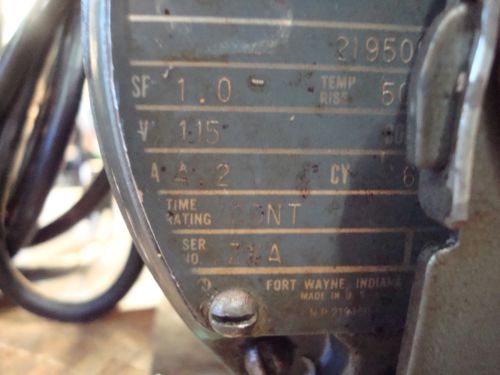 21950
SF 1.0 TEMP RISE 50
V 115
A 4.2 CY 6
TIME RATING CONT
SER NO. ZZA
FORT WAYNE, INDIANA
MADE IN U.S.